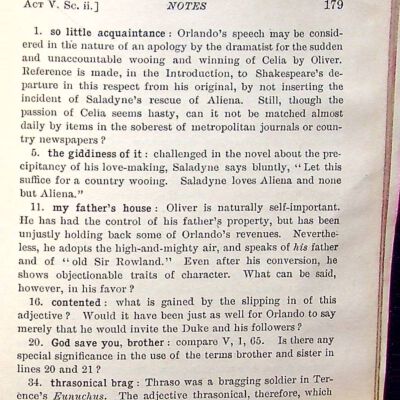 ACT V. Sc. ii.] NOTES 179
1. so little acquaintance: Orlando's speech may be consid-
ered in the nature of an apology by the dramatist for the sudden
and unaccountable wooing and winning of Celia by Oliver.
Reference is made, in the Introduction, to Shakespeare's de-
parture in this respect from his original, by not inserting the
incident of Saladyne's rescue of Aliena. Still, though the
passion of Celia seems hasty, can it not be matched almost
daily by items in the soberest of metropolitan journals or coun-
try newspapers?
5. the giddiness of it: challenged in the novel about the pre-
cipitancy of his love-making, Saladyne says bluntly, "Let this
suffice for a country wooing. Saladyne loves Aliena and none
but Aliena."
11. my father's house: Oliver is naturally self-important.
He has had the control of his father's property, but has been
unjustly holding back some of Orlando's revenues. Neverthe-
less, he adopts the high-and-mighty air, and speaks of his father
and of "old Sir Rowland." Even after his conversion, he
shows objectionable traits of character. What can be said,
however, in his favor?
16. contented: what is gained by the slipping in of this
adjective? Would it have been just as well for Orlando to say
merely that he would invite the Duke and his followers?
20. God save you, brother: compare V, 1, 65. Is there any
special significance in the use of the terms brother and sister in
lines 20 and 21?
34. thrasonical brag: Thraso was a bragging soldier in Ter-
ence's Eunuchus. The adjective thrasonical, therefore, which